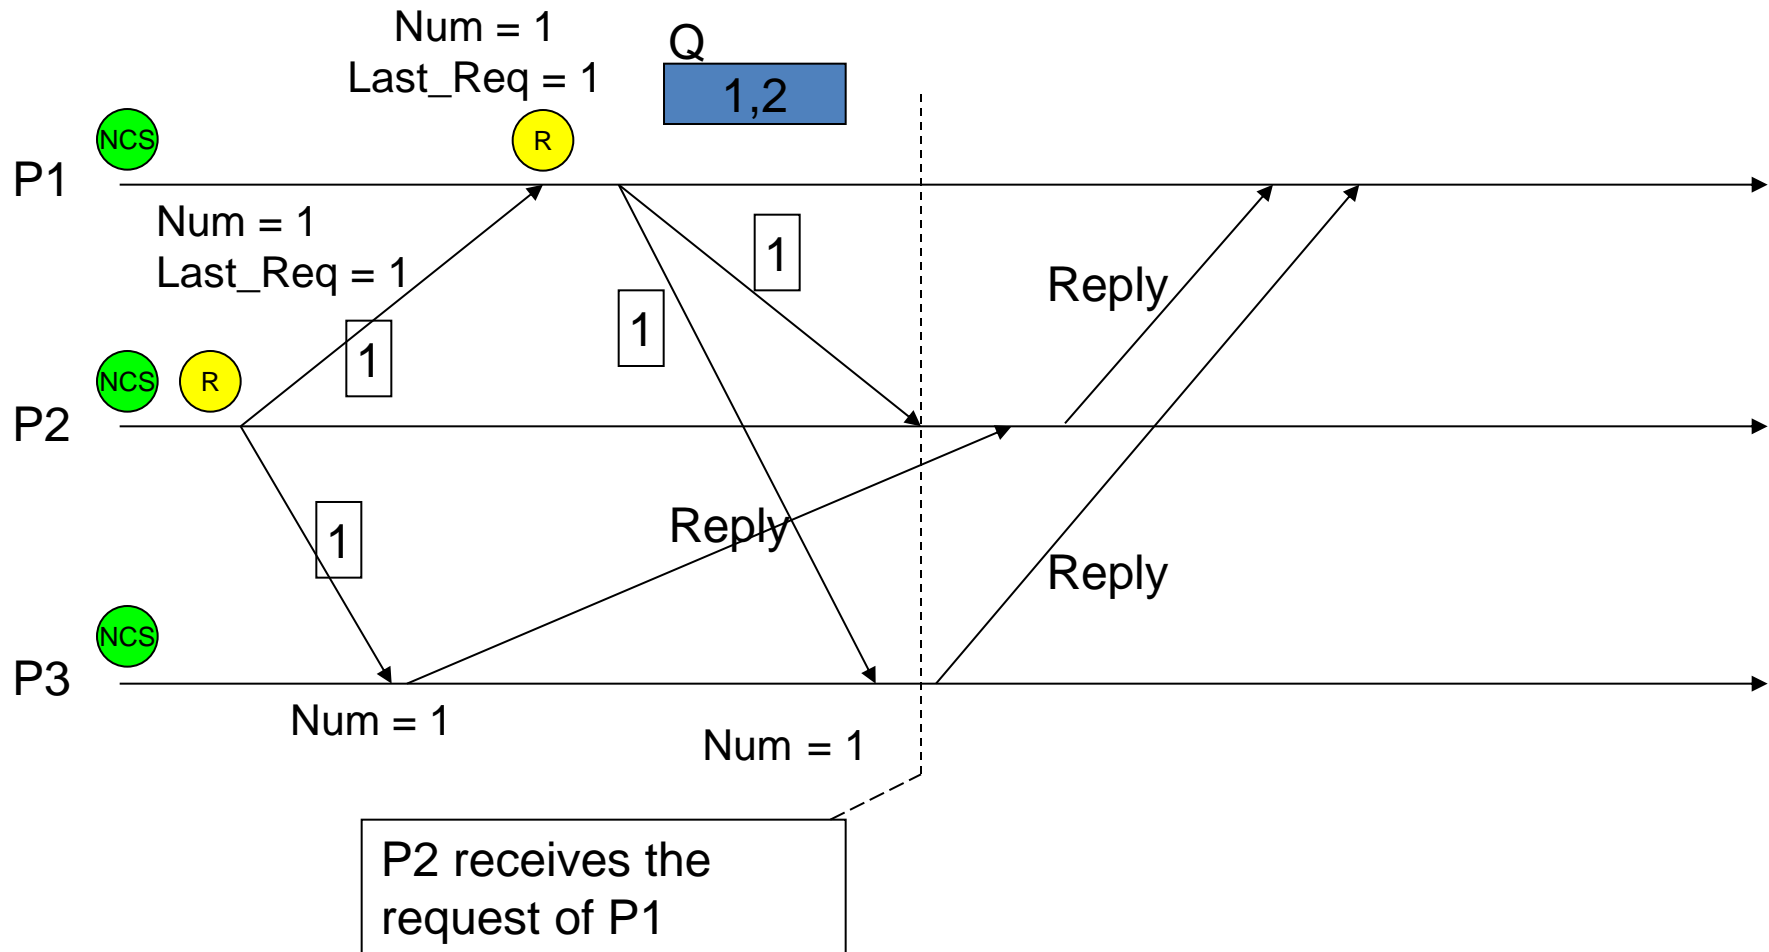 Num = 1
Last_Req = 1
Q
1,2
NCS
R
P1
Num = 1
Last_Req = 1
1
1
1
Reply
NCS
R
P2
1
Reply
Reply
NCS
P3
Num = 1
Num = 1
P2 receives the
request of P1